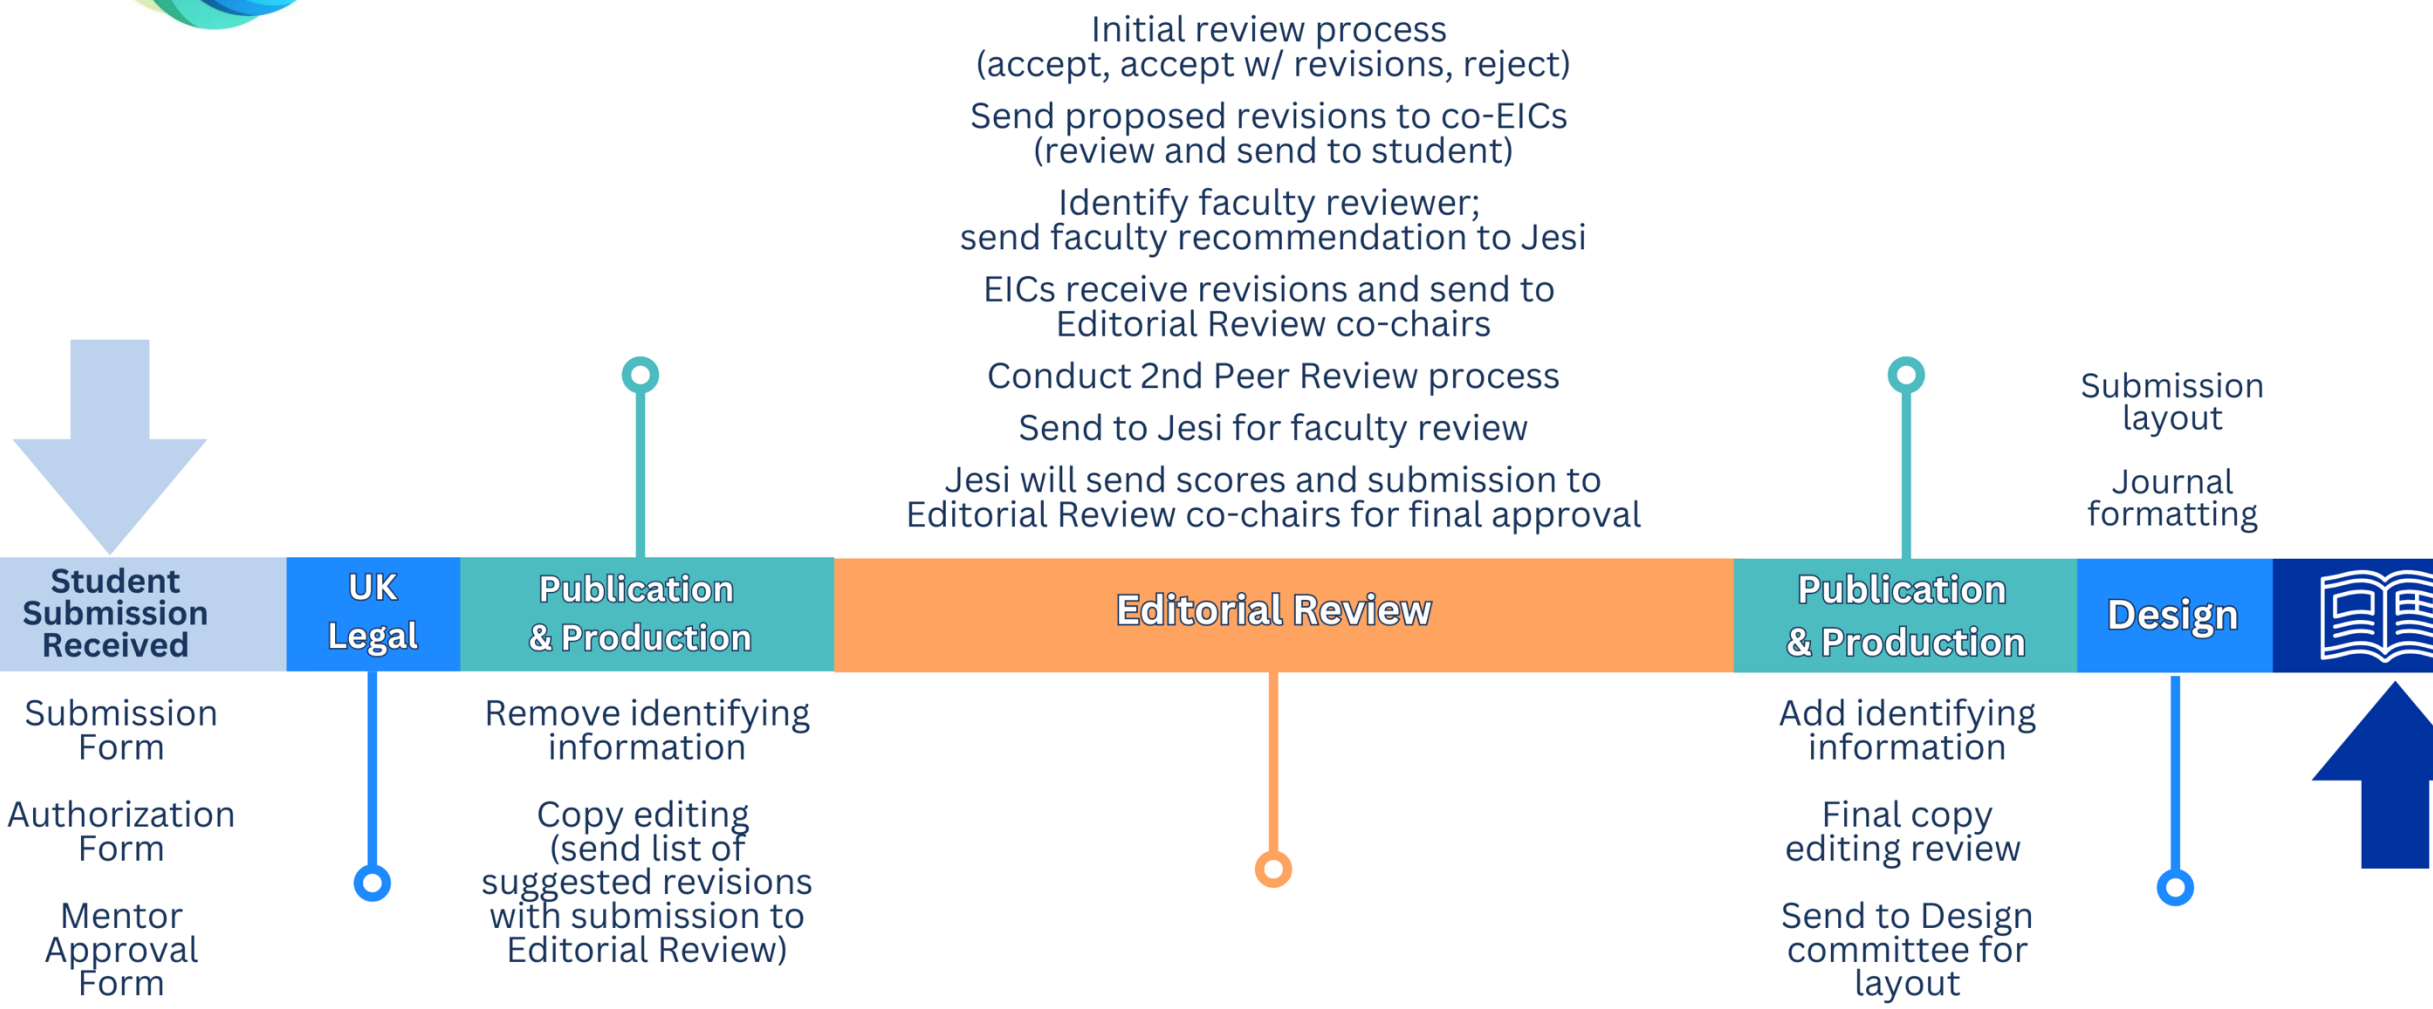 Initial review process
(accept, accept w/ revisions, reject)
Send proposed revisions to co-EICs
(review and send to student)
Identify faculty reviewer;
send faculty recommendation to Jesi
EICs receive revisions and send to
Editorial Review co-chairs
Conduct 2nd Peer Review process
Send to Jesi for faculty review
Jesi will send scores and submission to
Editorial Review co-chairs for final approval
Submission
layout
Journal
formatting
Student
Submission
Received
UK
Legal
Publication
& Production
Editorial Review
Publication
& Production
Design
Submission
Form
Authorization
Form
Mentor
Approval
Form
Remove identifying
information
Copy editing
(send list of
suggested revisions
with submission to
Editorial Review)
Add identifying
information
Final copy
editing review
Send to Design
committee for
layout